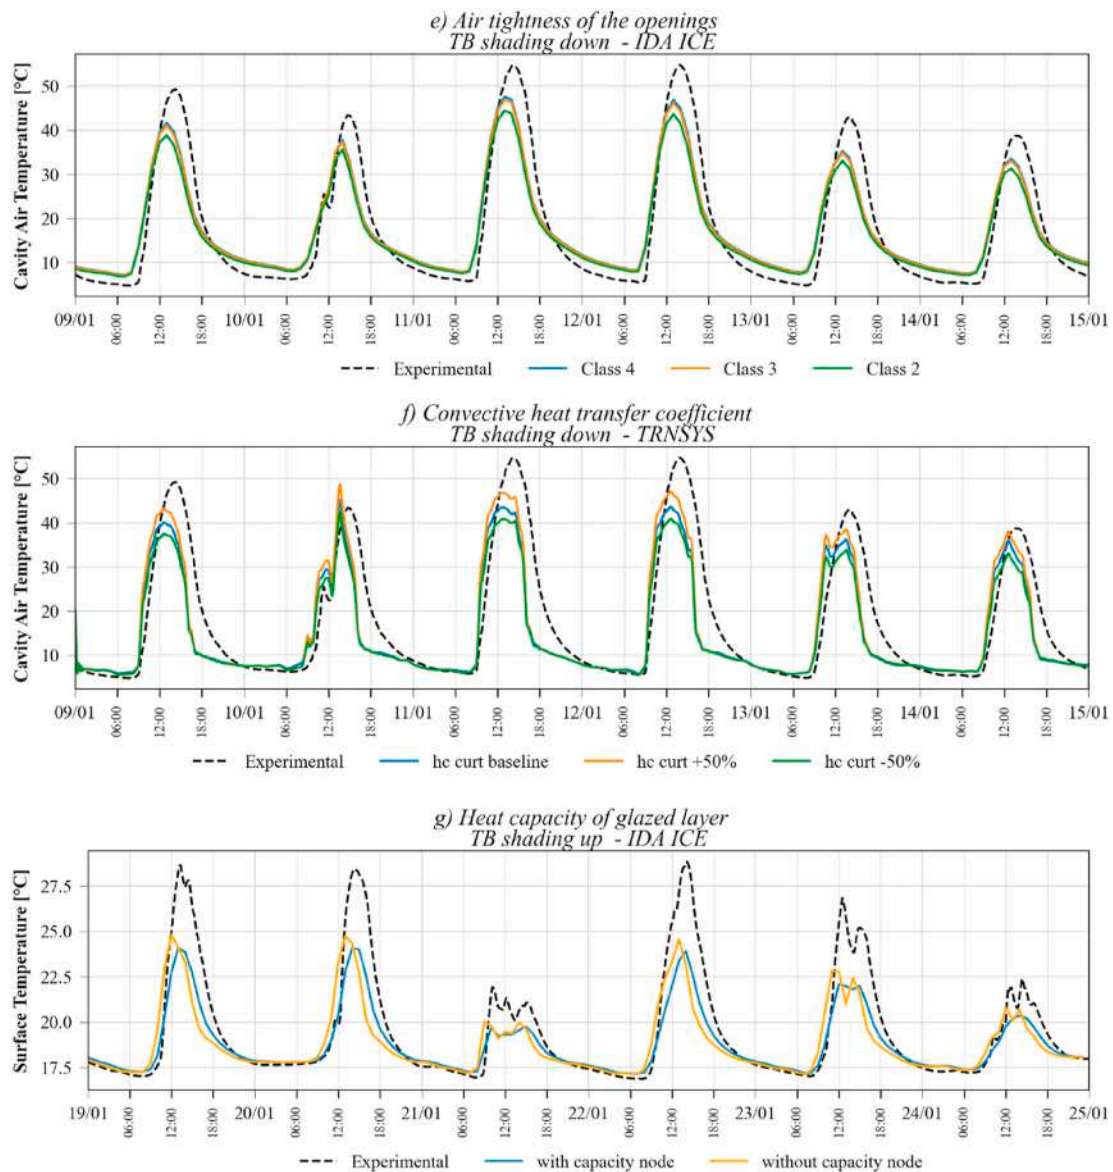 e) Air tightness of the openings
TB shading down - IDA ICE
Cavity Air Temperature [°C]
50
40
30
20
10
09/01 06:00 12:00 18:00 10/01 06:00 12:00 18:00 11/01 06:00 12:00 18:00 12/01 06:00 12:00 18:00 13/01 06:00 12:00 18:00 14/01 06:00 12:00 18:00 15/01
Experimental Class 4 Class 3 Class 2
f) Convective heat transfer coefficient
TB shading down - TRNSYS
Cavity Air Temperature [°C]
50
40
30
20
10
09/01 06:00 12:00 18:00 10/01 06:00 12:00 18:00 11/01 06:00 12:00 18:00 12/01 06:00 12:00 18:00 13/01 06:00 12:00 18:00 14/01 06:00 12:00 18:00 15/01
Experimental hc curt baseline hc curt +50% hc curt -50%
g) Heat capacity of glazed layer
TB shading up - IDA ICE
Surface Temperature [°C]
27.5
25.0
22.5
20.0
17.5
19/01 06:00 12:00 18:00 20/01 06:00 12:00 18:00 21/01 06:00 12:00 18:00 22/01 06:00 12:00 18:00 23/01 06:00 12:00 18:00 24/01 06:00 12:00 18:00 25/01
Experimental with capacity node without capacity node